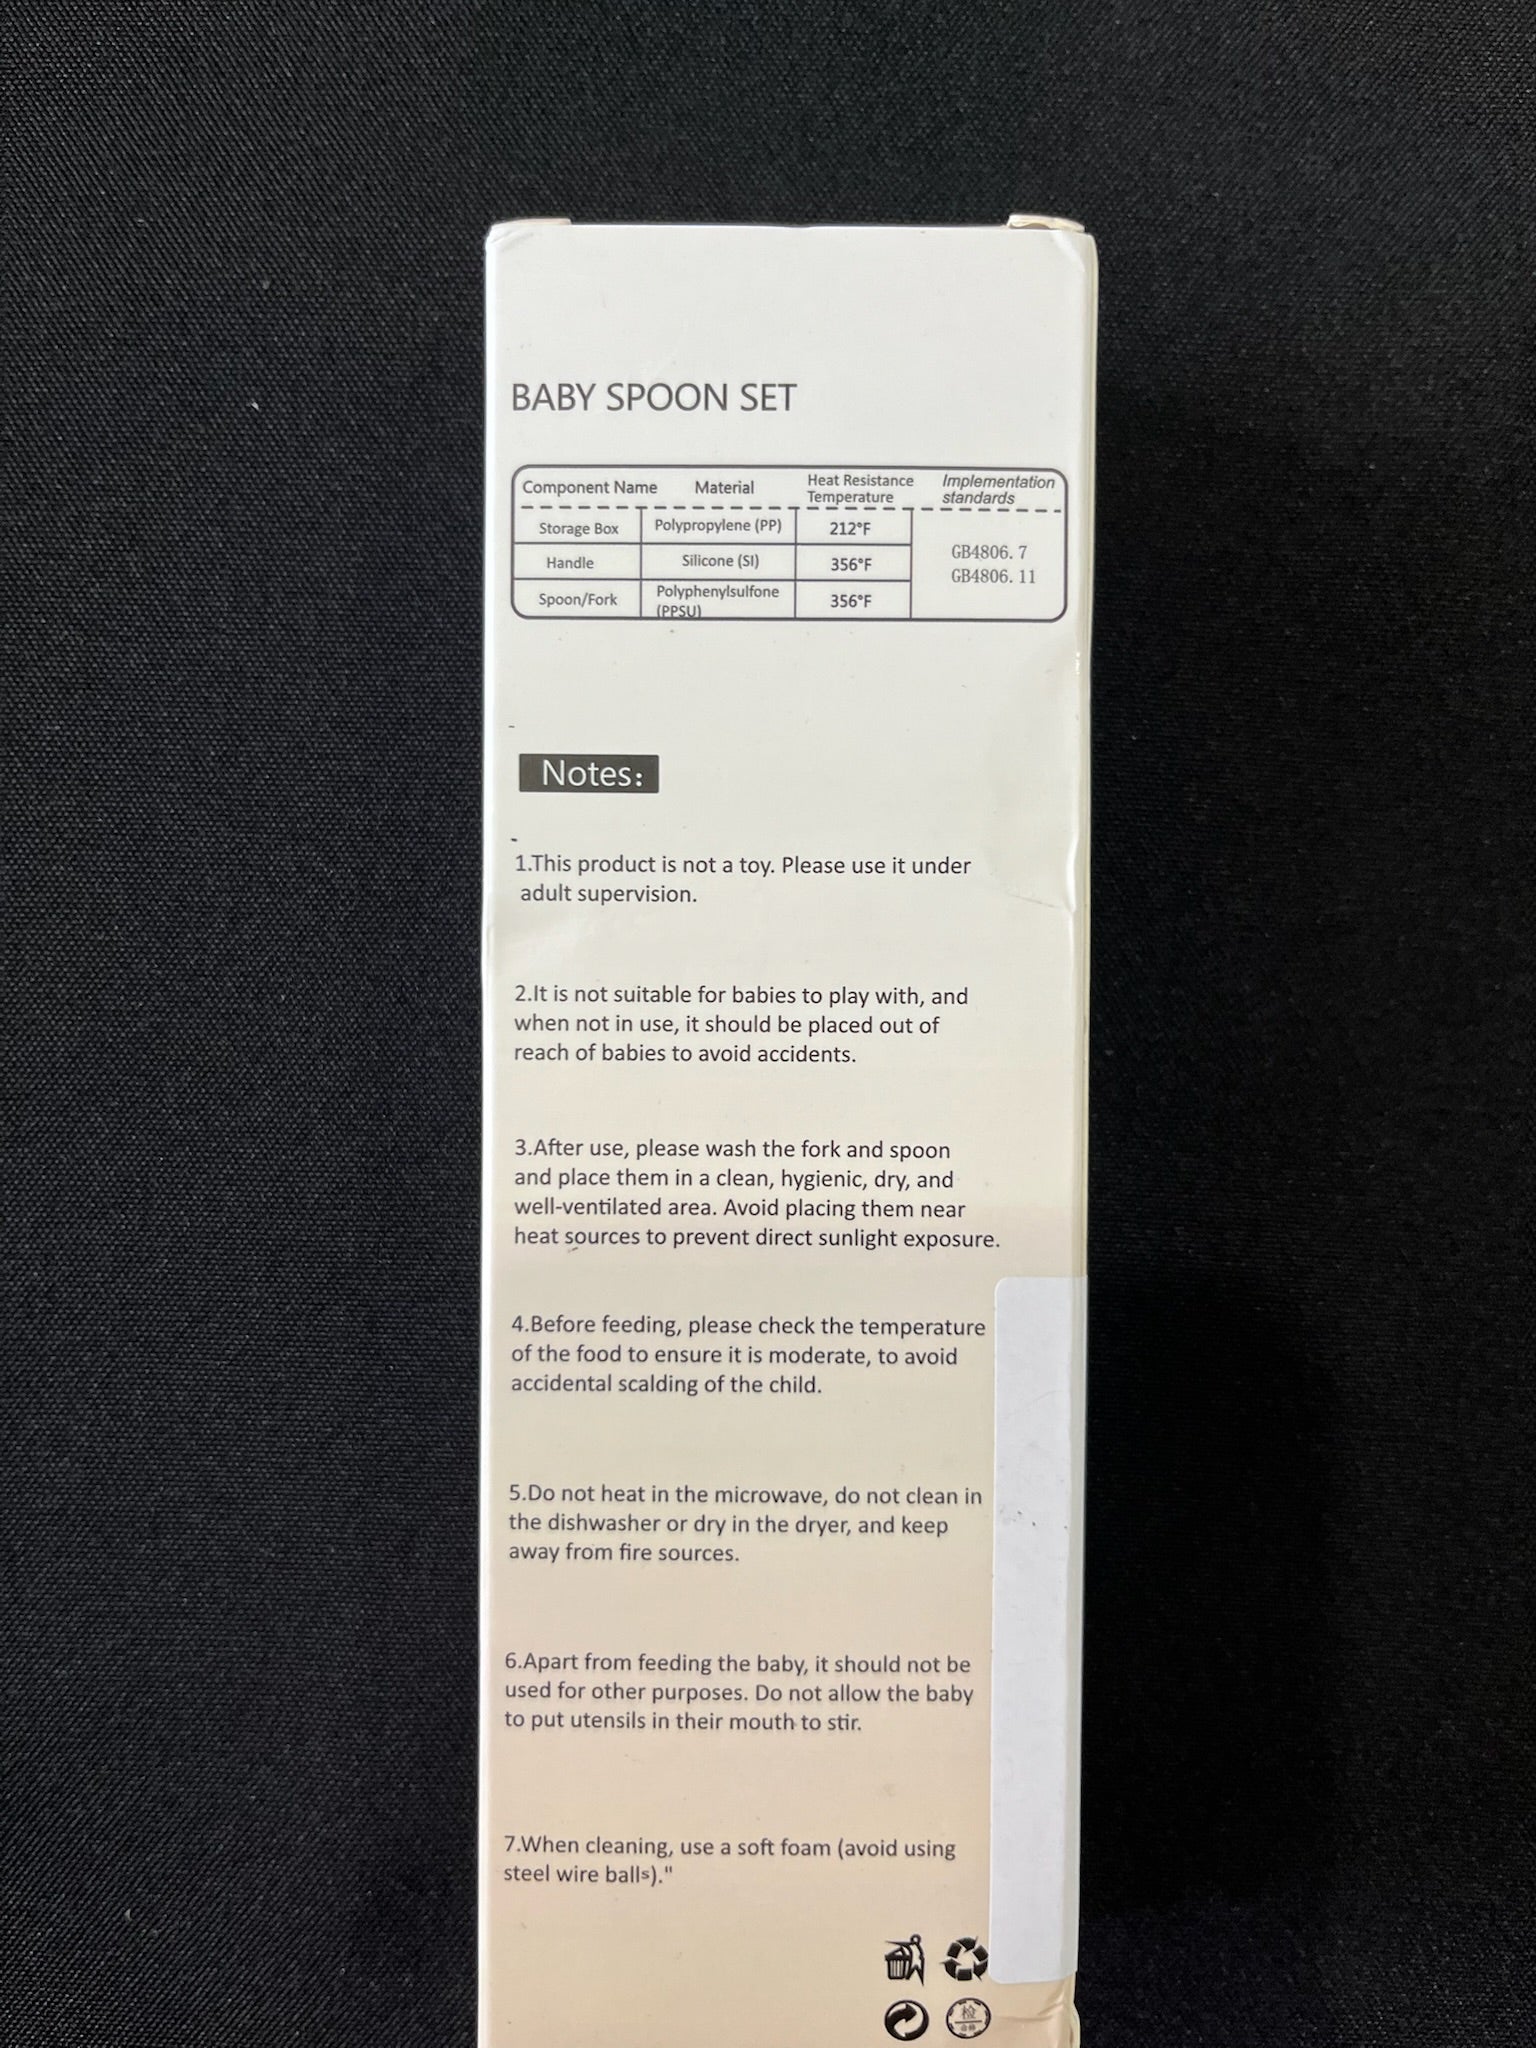 BABY SPOON SET
Component Name Material Heat Resistance Temperature Implementation standards
Storage Box Polypropylene (PP) 212°F
Handle Silicone (SI) 356°F
Spoon/Fork Polyphenylsulfone (PPSU) 356°F
GB4806.7
GB4806.11
Notes:
1.This product is not a toy. Please use it under
adult supervision.
2.It is not suitable for babies to play with, and
when not in use, it should be placed out of
reach of babies to avoid accidents.
3.After use, please wash the fork and spoon
and place them in a clean, hygienic, dry, and
well-ventilated area. Avoid placing them near
heat sources to prevent direct sunlight exposure.
4.Before feeding, please check the temperature
of the food to ensure it is moderate, to avoid
accidental scalding of the child.
5.Do not heat in the microwave, do not clean in
the dishwasher or dry in the dryer, and keep
away from fire sources.
6.Apart from feeding the baby, it should not be
used for other purposes. Do not allow the baby
to put utensils in their mouth to stir.
7.When cleaning, use a soft foam (avoid using
steel wire balls)."
检